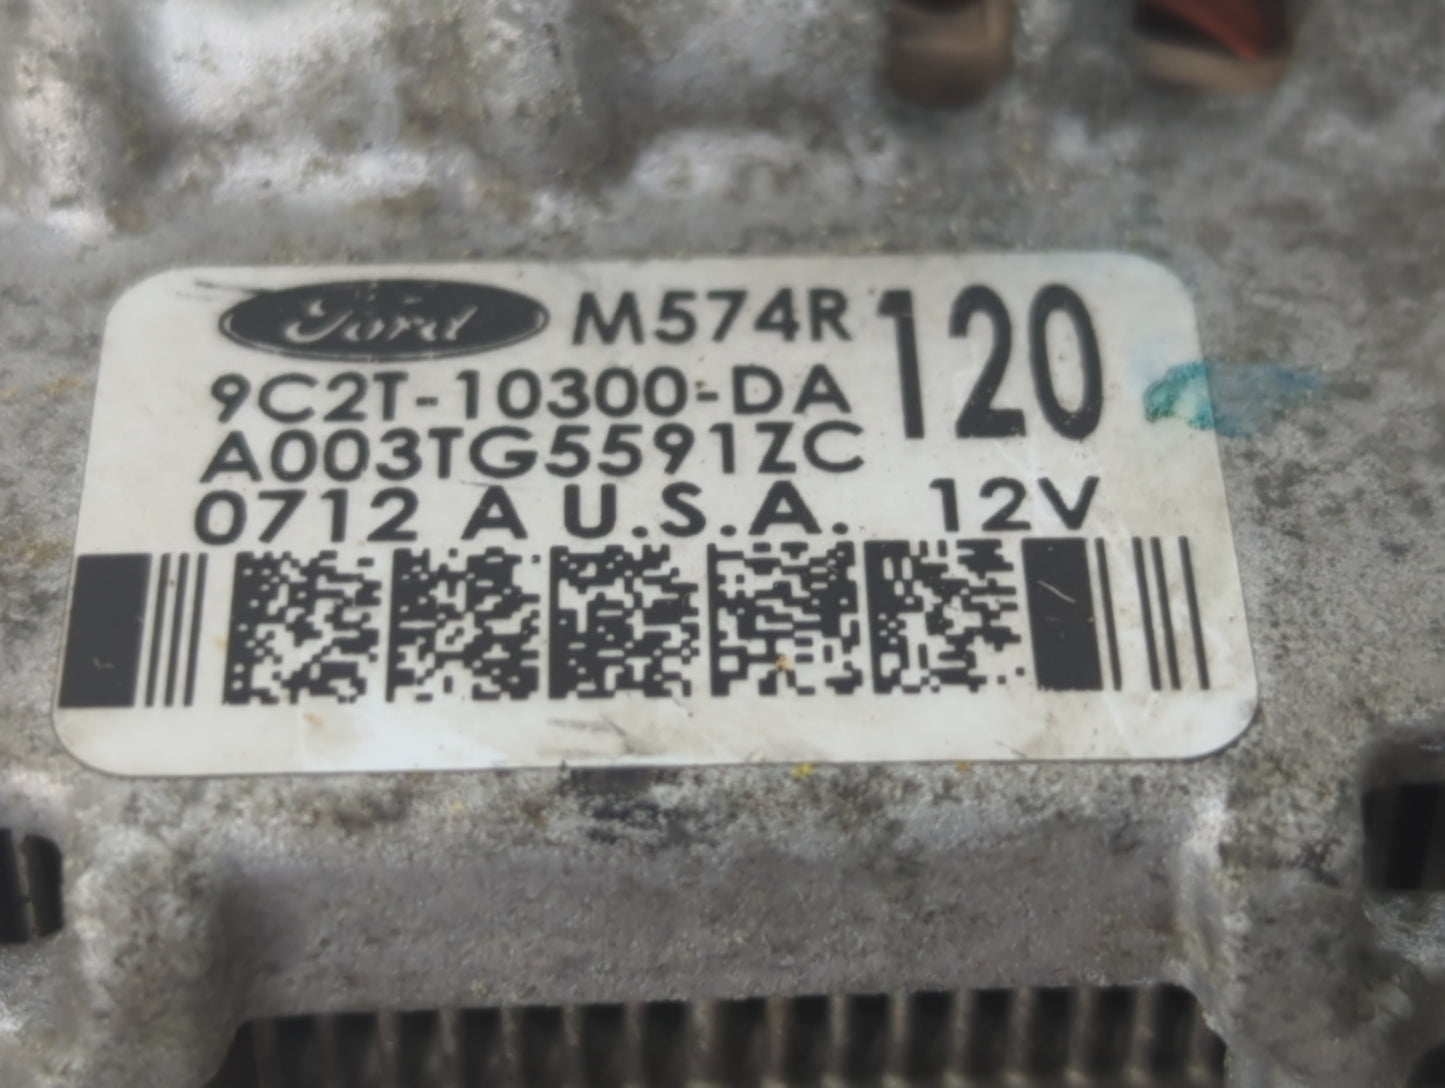 Ford M574R 120
9C2T-10300-DA
A003TG5591ZC
0712 A U.S.A. 12V